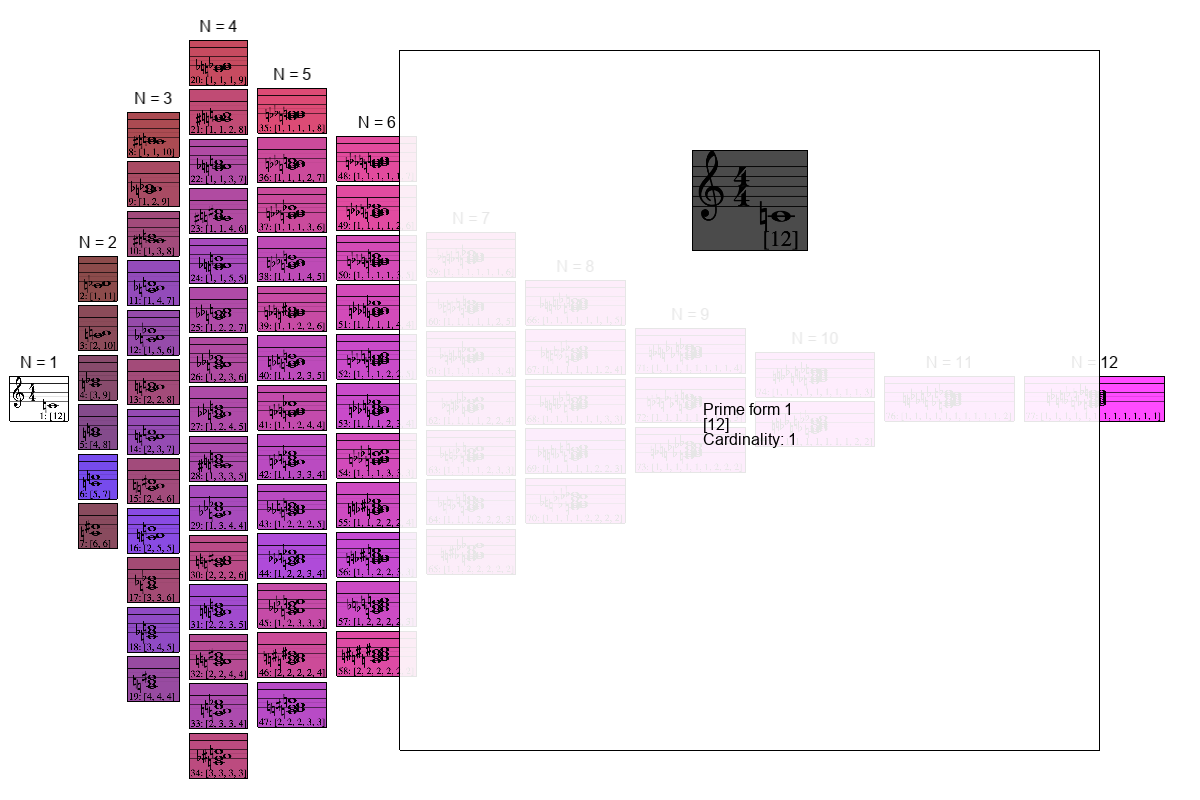 N = 1
1: [12]
N = 2
2: [1, 11]
3: [2, 10]
4: [3, 9]
5: [4, 8]
6: [5, 7]
7: [6, 6]
N = 3
8: [1, 1, 10]
9: [1, 2, 9]
10: [1, 3, 8]
11: [1, 4, 7]
12: [1, 5, 6]
13: [2, 2, 8]
14: [2, 3, 7]
15: [2, 4, 6]
16: [2, 5, 5]
17: [3, 3, 6]
18: [3, 4, 5]
19: [4, 4, 4]
N = 4
20: [1, 1, 1, 9]
21: [1, 1, 2, 8]
22: [1, 1, 3, 7]
23: [1, 1, 4, 6]
24: [1, 1, 5, 5]
25: [1, 2, 2, 7]
26: [1, 2, 3, 6]
27: [1, 2, 4, 5]
28: [1, 3, 3, 5]
29: [1, 3, 4, 4]
30: [2, 2, 2, 6]
31: [2, 2, 3, 5]
32: [2, 2, 4, 4]
33: [2, 3, 3, 4]
34: [3, 3, 3, 3]
N = 5
35: [1, 1, 1, 1, 8]
36: [1, 1, 1, 2, 7]
37: [1, 1, 1, 3, 6]
38: [1, 1, 1, 4, 5]
39: [1, 1, 2, 2, 6]
40: [1, 1, 2, 3, 5]
41: [1, 1, 2, 4, 4]
42: [1, 1, 3, 3, 4]
43: [1, 2, 2, 2, 5]
44: [1, 2, 2, 3, 4]
45: [1, 2, 3, 3, 3]
46: [2, 2, 2, 2, 4]
47: [2, 2, 2, 3, 3]
N = 6
48: [1, 1, 1, 1, 1
49: [1, 1, 1, 1, 2
50: [1, 1, 1, 1, 3
51: [1, 1, 1, 1, 4
52: [1, 1, 1, 2, 2
53: [1, 1, 1, 2, 3
54: [1, 1, 1, 3, 3
55: [1, 1, 2, 2, 2
56: [1, 1, 2, 2, 3
57: [1, 2, 2, 2, 2
58: [2, 2, 2, 2, 2
N = 7
N = 8
N = 9
N = 10
N = 11
N = 12
1, 1, 1, 1, 1]
4
4
[12]
Prime form 1
[12]
Cardinality: 1